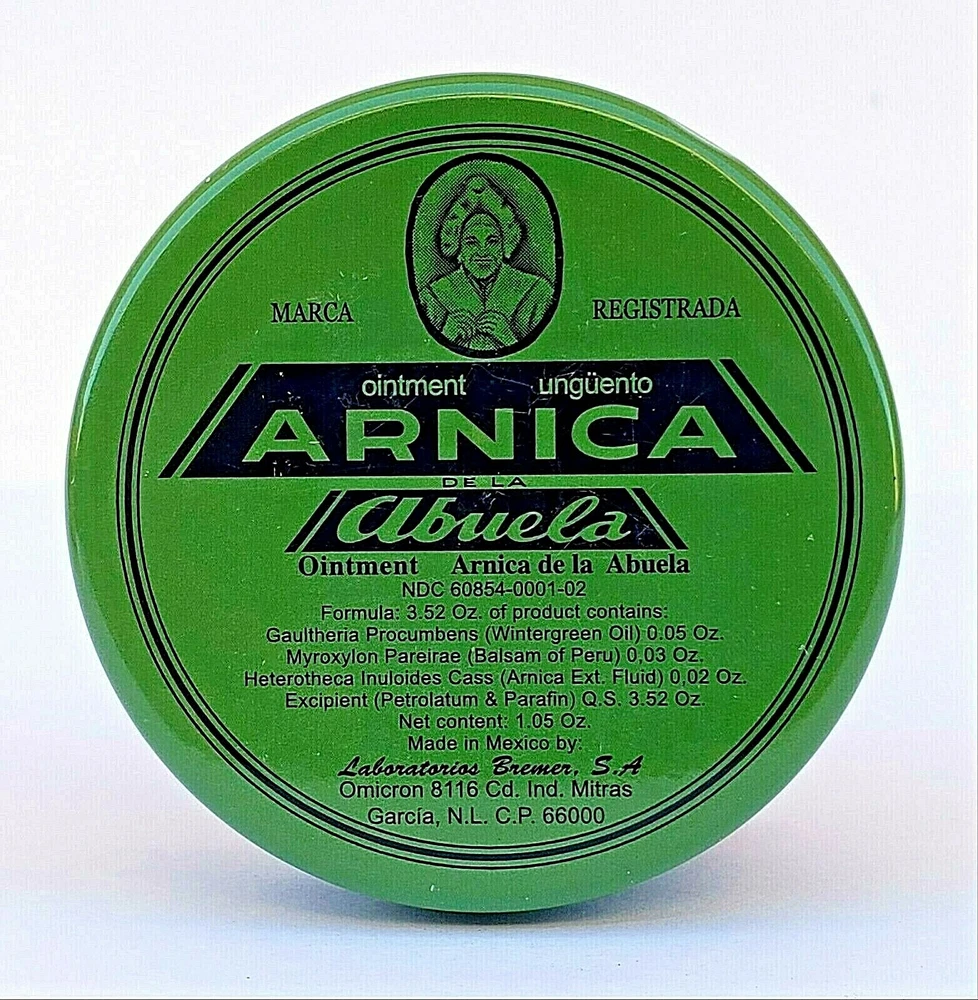 MARCA REGISTRADA
ointment ungüento
ARNICA
DE LA
Abuela
Ointment Arnica de la Abuela
NDC 60854-0001-02
Formula: 3.52 Oz. of product contains:
Gaultheria Procumbens (Wintergreen Oil) 0.05 Oz.
Myroxylon Pareirae (Balsam of Peru) 0,03 Oz.
Heterotheca Inuloides Cass (Arnica Ext. Fluid) 0,02 Oz.
Excipient (Petrolatum & Parafin) Q.S. 3.52 Oz.
Net content: 1.05 Oz.
Made in Mexico by:
Laboratorios Bremer, S.A
Omicron 8116 Cd. Ind. Mitras
García, N.L. C.P. 66000